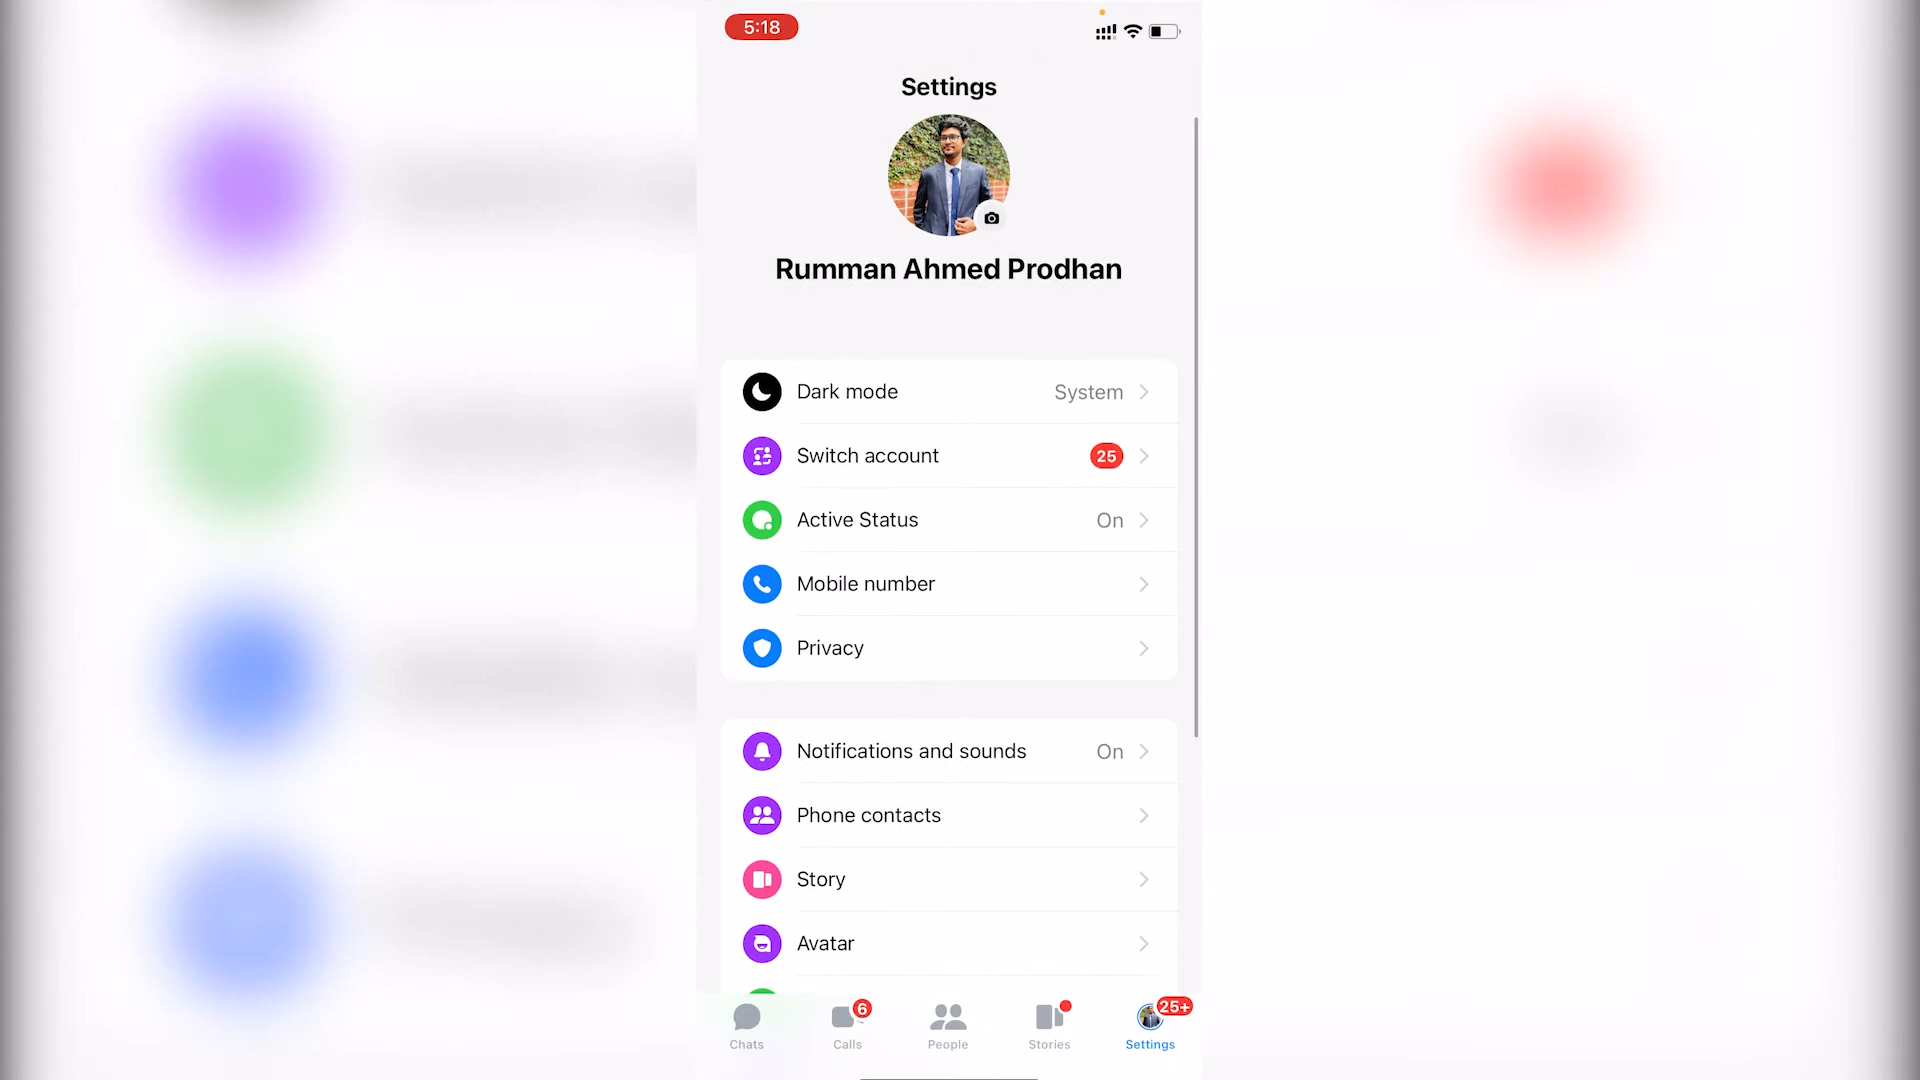 5:18
Settings
Rumman Ahmed Prodhan
Dark mode System
Switch account 25
Active Status On
Mobile number
Privacy
Notifications and sounds On
Phone contacts
Story
Avatar
6 25+
Chats Calls People Stories Settings